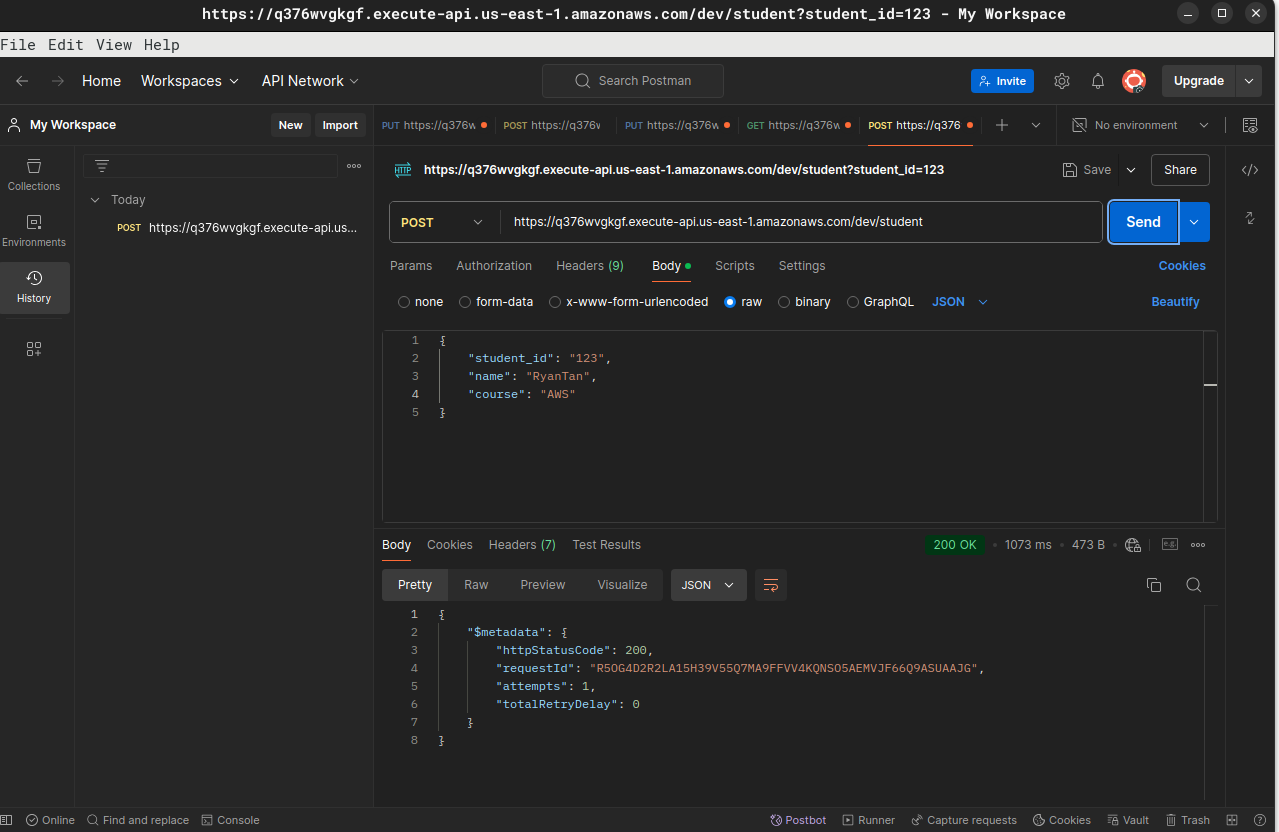 https://q376wvgkgf.execute-api.us-east-1.amazonaws.com/dev/student?student_id=123 - My Workspace
File Edit View Help
Home Workspaces API Network Search Postman Invite Upgrade
My Workspace New Import PUT https://q376w POST https://q376v PUT https://q376w GET https://q376w POST https://q376 No environment
Collections
Environments
History
Today
POST https://q376wvgkgf.execute-api.us...
HTTP https://q376wvgkgf.execute-api.us-east-1.amazonaws.com/dev/student?student_id=123 Save Share
POST https://q376wvgkgf.execute-api.us-east-1.amazonaws.com/dev/student Send
Params Authorization Headers (9) Body Scripts Settings Cookies
none form-data x-www-form-urlencoded raw binary GraphQL JSON Beautify
1 {
2 "student_id": "123",
3 "name": "RyanTan",
4 "course": "AWS"
5 }
Body Cookies Headers (7) Test Results 200 OK 1073 ms 473 B e.g.
Pretty Raw Preview Visualize JSON
1 {
2 "$metadata": {
3 "httpStatusCode": 200,
4 "requestId": "R5OG4D2R2LA15H39V55Q7MA9FFVV4KQNSO5AEMVJF66Q9ASUAAJG",
5 "attempts": 1,
6 "totalRetryDelay": 0
7 }
8 }
Online Find and replace Console Postbot Runner Capture requests Cookies Vault Trash